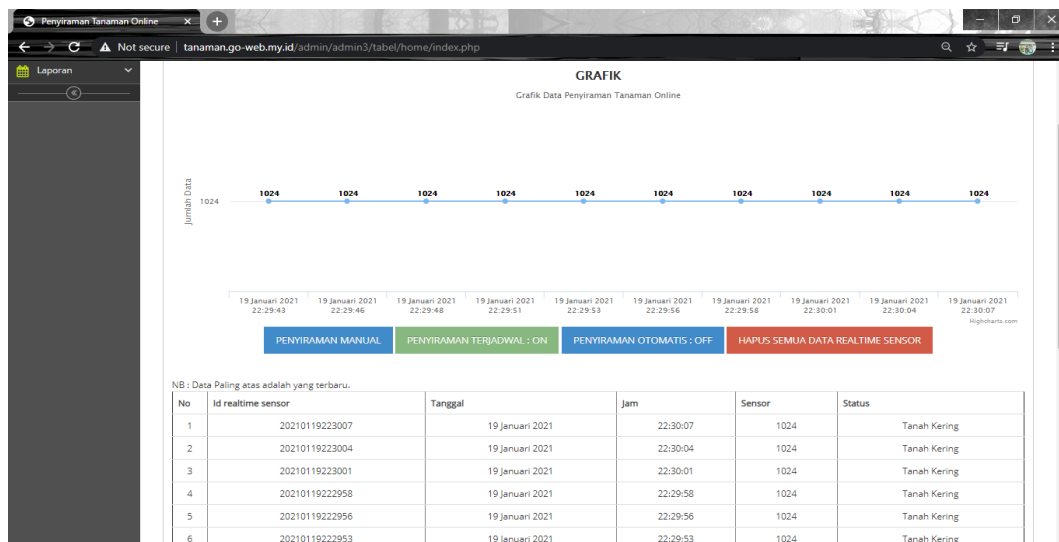 Penyiraman Tanaman Online
Not secure | tanaman.go-web.my.id/admin/admin3/tabel/home/index.php
Laporan
GRAFIK
Grafik Data Penyiraman Tanaman Online
Jumlah Data
1024
1024 1024 1024 1024 1024 1024 1024 1024 1024 1024
19 Januari 2021 19 Januari 2021 19 Januari 2021 19 Januari 2021 19 Januari 2021 19 Januari 2021 19 Januari 2021 19 Januari 2021 19 Januari 2021 19 Januari 2021
22:29:43 22:29:46 22:29:48 22:29:51 22:29:53 22:29:56 22:29:58 22:30:01 22:30:04 22:30:07
Highcharts.com
PENYIRAMAN MANUAL PENYIRAMAN TERJADWAL : ON PENYIRAMAN OTOMATIS : OFF HAPUS SEMUA DATA REALTIME SENSOR
NB : Data Paling atas adalah yang terbaru.
No Id realtime sensor Tanggal Jam Sensor Status
1 20210119223007 19 Januari 2021 22:30:07 1024 Tanah Kering
2 20210119223004 19 Januari 2021 22:30:04 1024 Tanah Kering
3 20210119223001 19 Januari 2021 22:30:01 1024 Tanah Kering
4 20210119222958 19 Januari 2021 22:29:58 1024 Tanah Kering
5 20210119222956 19 Januari 2021 22:29:56 1024 Tanah Kering
6 20210119222953 19 Januari 2021 22:29:53 1024 Tanah Kering